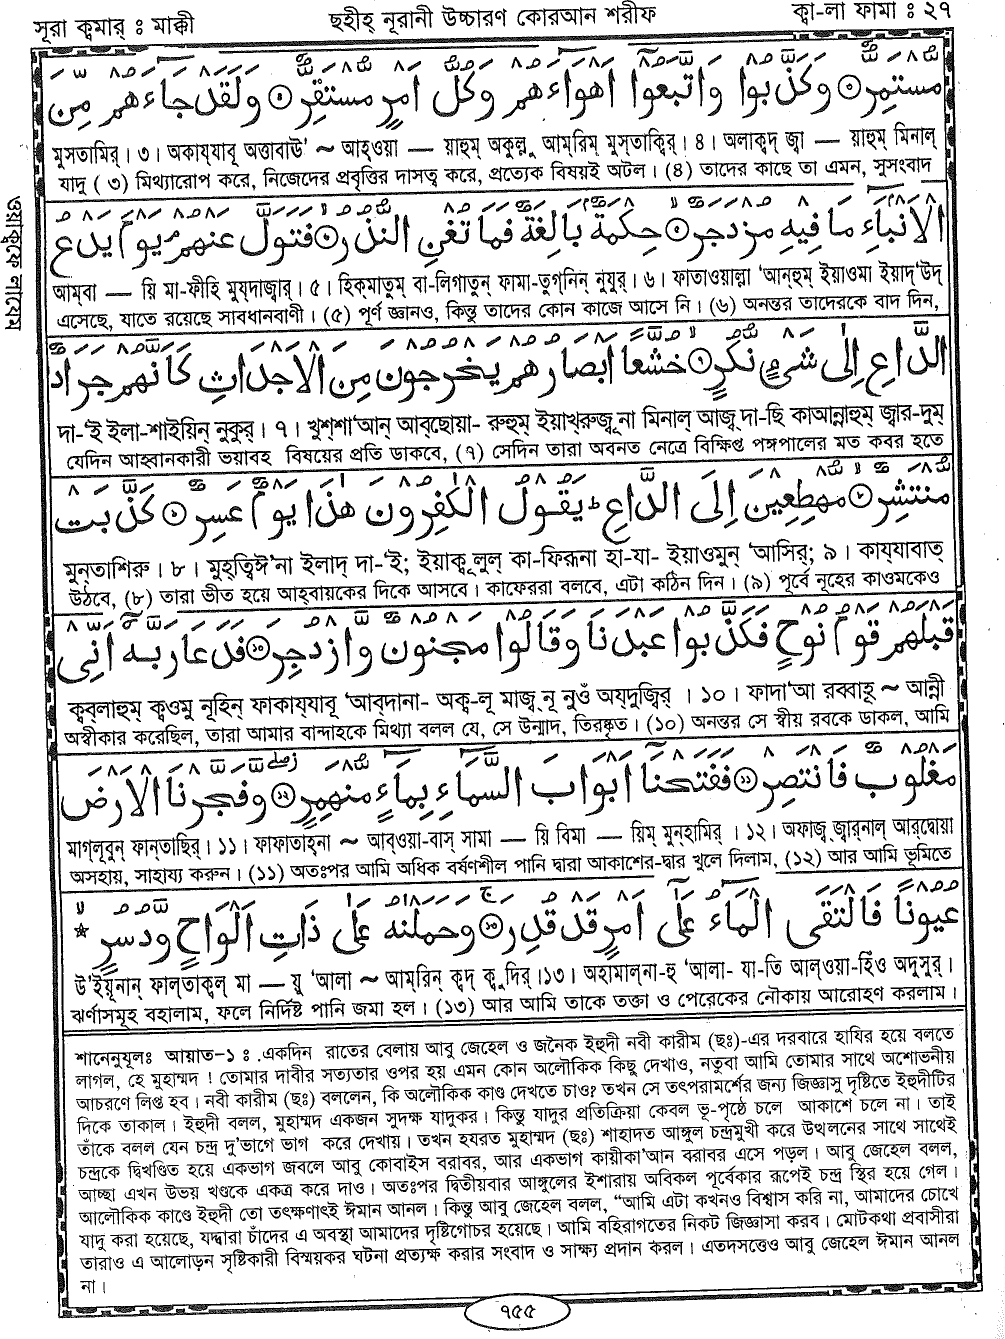 সূরা ক্বমার্ ঃ মাক্কী ছহীহ্ নূরানী উচ্চারণ কোরআন শরীফ ক্বা-লা ফামা ঃ ২৭
مُّسْتَمِرٌّ ۝ وَكَذَّبُوا وَاتَّبَعُوا أَهْوَاءَهُمْ وَكُلُّ أَمْرٍ مُّسْتَقِرٌّ ۝ وَلَقَدْ جَاءَهُم مِّنَ
মুসতামির্। ৩। অকায্যাবূ অত্তাবাউ' ~ আহ্ওয়া — য়াহুম্ অকুল্লু আম্রিম্ মুস্তাক্বির্। ৪। অলাক্বদ্ জ্বা — য়াহুম্ মিনাল্
যাদু (৩) মিথ্যারোপ করে, নিজেদের প্রবৃত্তির দাসত্ব করে, প্রত্যেক বিষয়ই অটল। (৪) তাদের কাছে তা এমন, সুসংবাদ
الْأَنبَاءِ مَا فِيهِ مُزْدَجَرٌ ۝ حِكْمَةٌ بَالِغَةٌ فَمَا تُغْنِ النُّذُرُ ۝ فَتَوَلَّ عَنْهُمْ يَوْمَ يَدْعُ
আম্বা — য়ি মা-ফীহি মুয্দাজ্বার্। ৫। হিক্মাতুম্ বা-লিগাতুন্ ফামা-তুগ্নিন্ নুযুর্। ৬। ফাতাওয়াল্লা 'আন্হুম্ ইয়াওমা ইয়াদ্'উদ্
এসেছে, যাতে রয়েছে সাবধানবাণী। (৫) পূর্ণ জ্ঞানও, কিন্তু তাদের কোন কাজে আসে নি। (৬) অনন্তর তাদেরকে বাদ দিন,
الدَّاعِ إِلَىٰ شَيْءٍ نُّكُرٍ ۝ خُشَّعًا أَبْصَارُهُمْ يَخْرُجُونَ مِنَ الْأَجْدَاثِ كَأَنَّهُمْ جَرَادٌ
দা-'ই ইলা-শাইয়িন্ নুকুর্। ৭। খুশ্শা'আন্ আব্ছোয়া- রুহুম্ ইয়াখ্রুজ্বূনা মিনাল্ আজ্বদা-ছি কাআন্নাহুম্ জ্বার-দুম্
যেদিন আহ্বানকারী ভয়াবহ বিষয়ের প্রতি ডাকবে, (৭) সেদিন তারা অবনত নেত্রে বিক্ষিপ্ত পঙ্গপালের মত কবর হতে
مُّنتَشِرٌ ۝ مُّهْطِعِينَ إِلَى الدَّاعِ ۖ يَقُولُ الْكَافِرُونَ هَٰذَا يَوْمٌ عَسِرٌ ۝ كَذَّبَتْ
মুন্তাশিরু। ৮। মুহ্ত্বিঈ'না ইলাদ্ দা-'ই; ইয়াক্বূলুল্ কা-ফিরূনা হা-যা- ইয়াওমুন্ 'আসির্; ৯। কায্যাবাত্
উঠবে, (৮) তারা ভীত হয়ে আহ্বায়কের দিকে আসবে। কাফেররা বলবে, এটা কঠিন দিন। (৯) পূর্বে নূহের কাওমকেও
قَبْلَهُمْ قَوْمُ نُوحٍ فَكَذَّبُوا عَبْدَنَا وَقَالُوا مَجْنُونٌ وَازْدُجِرَ ۝ فَدَعَا رَبَّهُ أَنِّي
ক্বব্লাহুম্ ক্বওমু নূহিন্ ফাকায্যাবূ 'আব্দানা- অক্ব-লূ মাজ্বনূনুওঁ অয্দুজ্বির্। ১০। ফাদা'আ রব্বাহূ ~ আন্নী
অস্বীকার করেছিল, তারা আমার বান্দাহকে মিথ্যা বলল যে, সে উন্মাদ, তিরষ্কৃত। (১০) অনন্তর সে স্বীয় রবকে ডাকল, আমি
مَغْلُوبٌ فَانتَصِرْ ۝ فَفَتَحْنَا أَبْوَابَ السَّمَاءِ بِمَاءٍ مُّنْهَمِرٍ ۝ وَفَجَّرْنَا الْأَرْضَ
মাগ্লূবুন্ ফান্তাছির্। ১১। ফাফাতাহ্না ~ আব্ওয়া-বাস্ সামা — য়ি বিমা — য়িম্ মুন্হামির্। ১২। অফাজ্জ্বার্নাল্ আর্দ্বোয়া
অসহায়, সাহায্য করুন। (১১) অতঃপর আমি অধিক বর্ষণশীল পানি দ্বারা আকাশের-দ্বার খুলে দিলাম, (১২) আর আমি ভূমিতে
عُيُونًا فَالْتَقَى الْمَاءُ عَلَىٰ أَمْرٍ قَدْ قُدِرَ ۝ وَحَمَلْنَاهُ عَلَىٰ ذَاتِ أَلْوَاحٍ وَدُسُرٍ
উ'ইয়ূনান্ ফাল্তাক্বল্ মা — য়ু 'আলা ~ আম্রিন্ ক্বদ্ ক্বুদির্।১৩। অহামাল্না-হু 'আলা- যা-তি আল্ওয়া-হিঁও অদুসুর্।
ঝর্ণাসমূহ বহালাম, ফলে নির্দিষ্ট পানি জমা হল। (১৩) আর আমি তাকে তক্তা ও পেরেকের নৌকায় আরোহণ করলাম।
ওয়াক্বফে লাযেম
শানেনুযূলঃ আয়াত-১ ঃ একদিন রাতের বেলায় আবু জেহেল ও জনৈক ইহুদী নবী কারীম (ছঃ)-এর দরবারে হাযির হয়ে বলতে
লাগল, হে মুহাম্মদ ! তোমার দাবীর সত্যতার ওপর হয় এমন কোন অলৌকিক কিছু দেখাও, নতুবা আমি তোমার সাথে অশোভনীয়
আচরণে লিপ্ত হব। নবী কারীম (ছঃ) বললেন, কি অলৌকিক কাণ্ড দেখতে চাও? তখন সে তৎপরামর্শের জন্য জিজ্ঞাসু দৃষ্টিতে ইহুদীটির
দিকে তাকাল। ইহুদী বলল, মুহাম্মদ একজন সুদক্ষ যাদুকর। কিন্তু যাদুর প্রতিক্রিয়া কেবল ভূ-পৃষ্ঠে চলে আকাশে চলে না। তাই
তাঁকে বলল যেন চন্দ্র দু'ভাগে ভাগ করে দেখায়। তখন হযরত মুহাম্মদ (ছঃ) শাহাদত আঙ্গুল চন্দ্রমুখী করে উত্থলনের সাথে সাথেই
চন্দ্রকে দ্বিখণ্ডিত হয়ে একভাগ জবলে আবু কোবাইস বরাবর, আর একভাগ কায়ীকা'আন বরাবর এসে পড়ল। আবু জেহেল বলল,
আচ্ছা এখন উভয় খণ্ডকে একত্র করে দাও। অতঃপর দ্বিতীয়বার আঙ্গুলের ইশারায় অবিকল পূর্বেকার রূপেই চন্দ্র স্থির হয়ে গেল।
আলৌকিক কাণ্ডে ইহুদী তো তৎক্ষণাৎই ঈমান আনল। কিন্তু আবু জেহেল বলল, “আমি এটা কখনও বিশ্বাস করি না, আমাদের চোখে
যাদু করা হয়েছে, যদ্দ্বারা চাঁদের এ অবস্থা আমাদের দৃষ্টিগোচর হয়েছে। আমি বহিরাগতের নিকট জিজ্ঞাসা করব। মোটকথা প্রবাসীরা
তারাও এ আলোড়ন সৃষ্টিকারী বিস্ময়কর ঘটনা প্রত্যক্ষ করার সংবাদ ও সাক্ষ্য প্রদান করল। এতদসত্ত্বেও আবু জেহেল ঈমান আনল
না।
৭৫৫